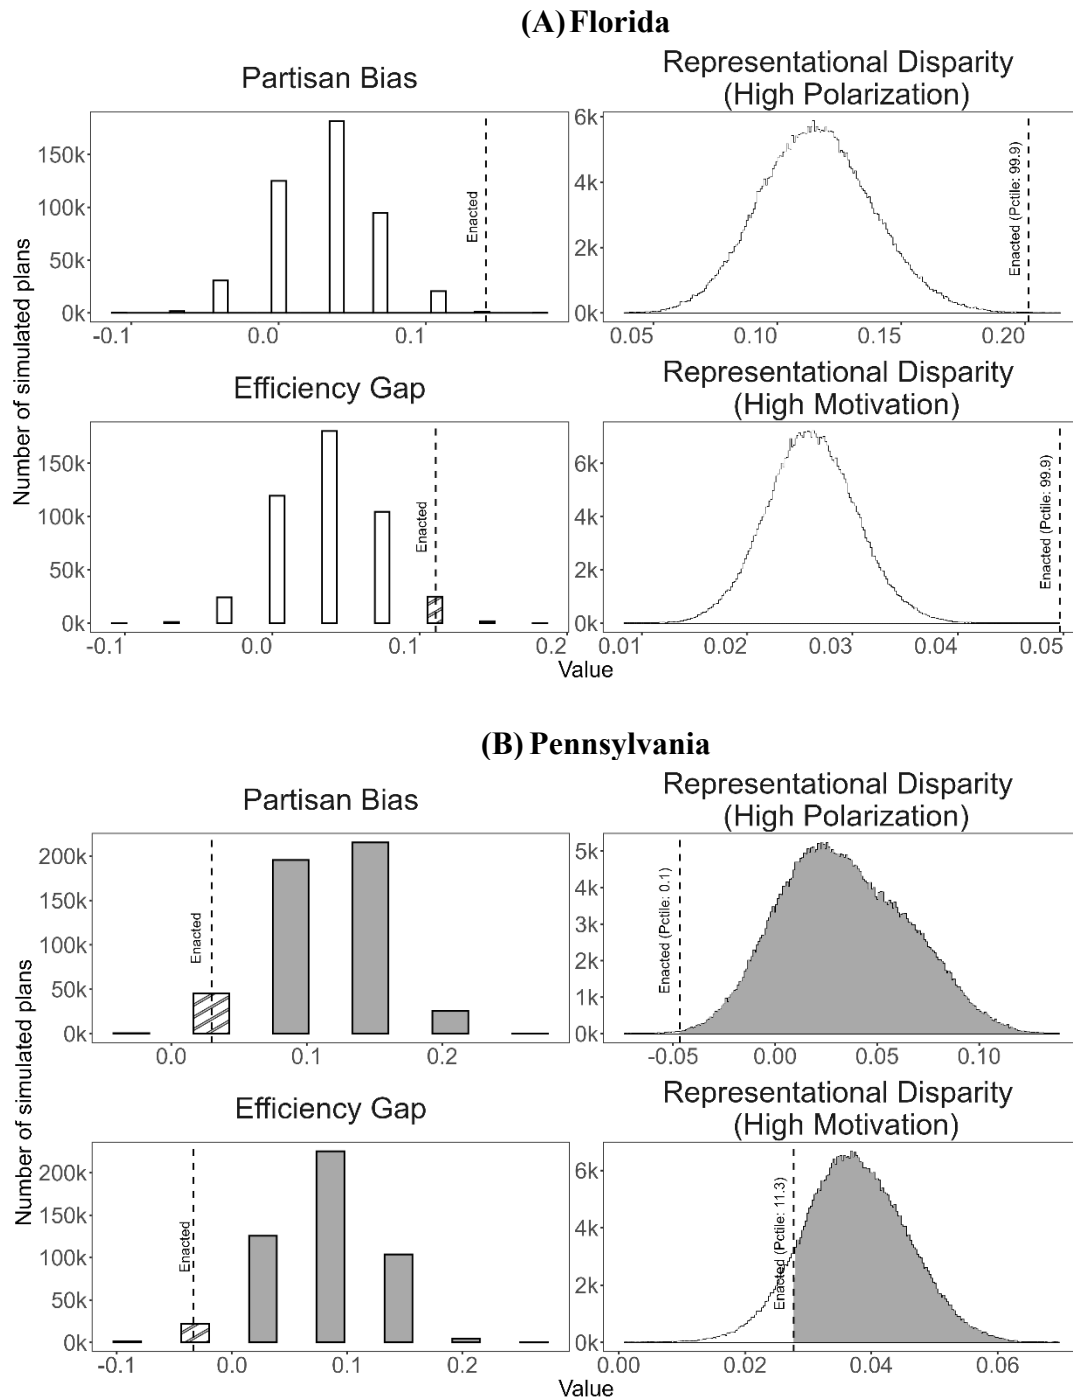 (A) Florida
Partisan Bias
Representational Disparity
(High Polarization)
Number of simulated plans
150k
100k
50k
0k
Enacted
-0.1
0.0
0.1
6k
4k
2k
0k
Enacted (Pctile: 99.9)
0.05
0.10
0.15
0.20
Efficiency Gap
Representational Disparity
(High Motivation)
150k
100k
50k
0k
Enacted
-0.1
0.0
0.1
0.2
6k
4k
2k
0k
Enacted (Pctile: 99.9)
0.01
0.02
0.03
0.04
0.05
Value
(B) Pennsylvania
Partisan Bias
Representational Disparity
(High Polarization)
Number of simulated plans
200k
150k
100k
50k
0k
Enacted
0.0
0.1
0.2
5k
4k
3k
2k
1k
0k
Enacted (Pctile: 0.1)
-0.05
0.00
0.05
0.10
Efficiency Gap
Representational Disparity
(High Motivation)
200k
150k
100k
50k
0k
Enacted
-0.1
0.0
0.1
0.2
6k
4k
2k
0k
Enacted (Pctile: 11.3)
0.00
0.02
0.04
0.06
Value